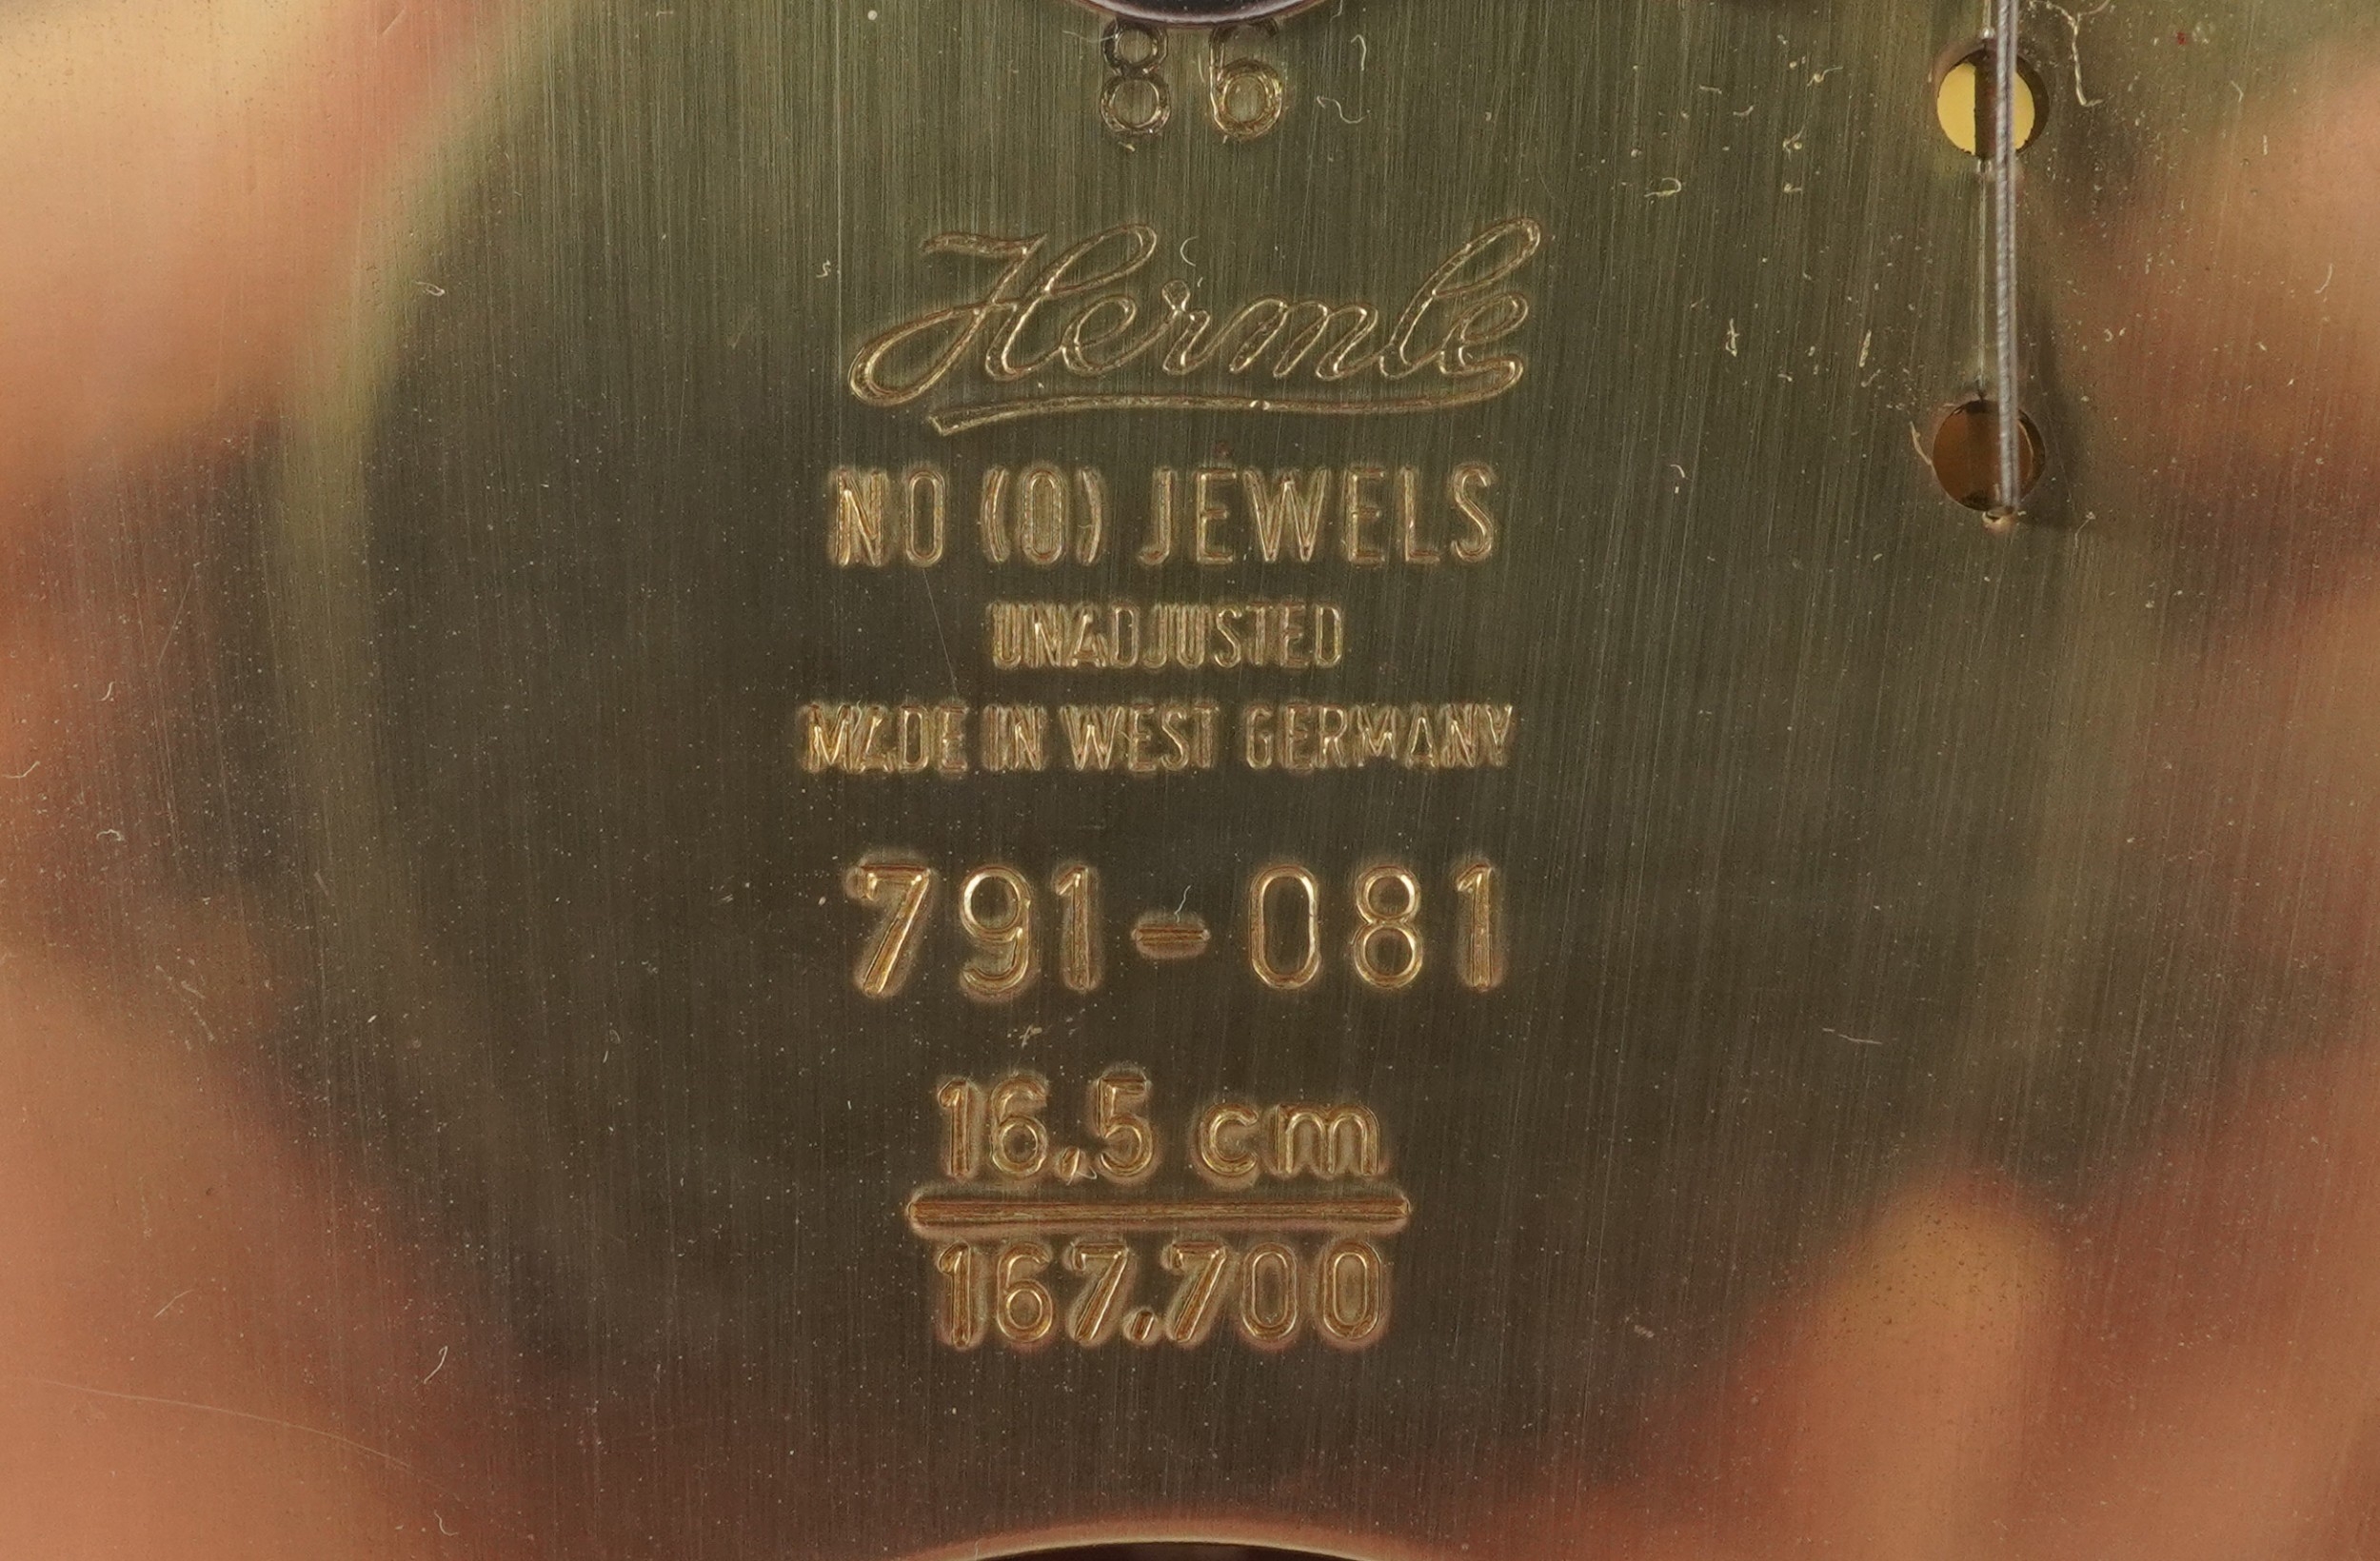 86
Hermle
NO (0) JEWELS
UNADJUSTED
MADE IN WEST GERMANY
791-081
16.5 cm
167.700